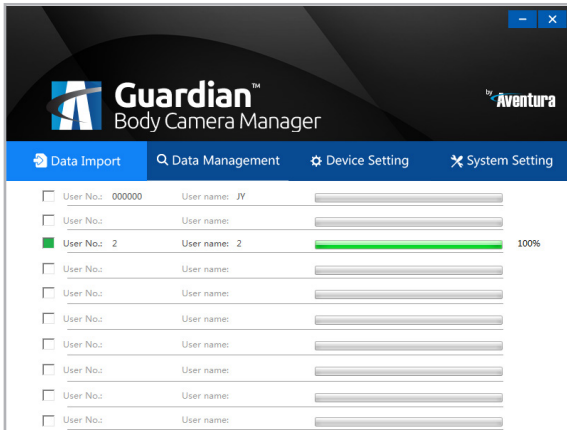 Guardian™
Body Camera Manager
by Aventura
Data Import Data Management Device Setting System Setting
User No.: 000000 User name: JY
User No.: User name:
User No.: 2 User name: 2 100%
User No.: User name:
User No.: User name:
User No.: User name:
User No.: User name:
User No.: User name:
User No.: User name:
User No.: User name: